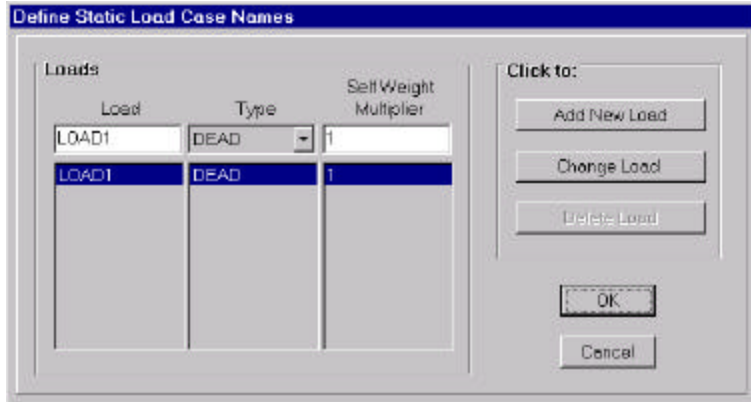 Define Static Load Case Names
Loads
Load
Type
Self Weight
Multiplier
LOAD1
DEAD
1
LOAD1
DEAD
1
Click to:
Add New Load
Change Load
Delete Load
OK
Cancel